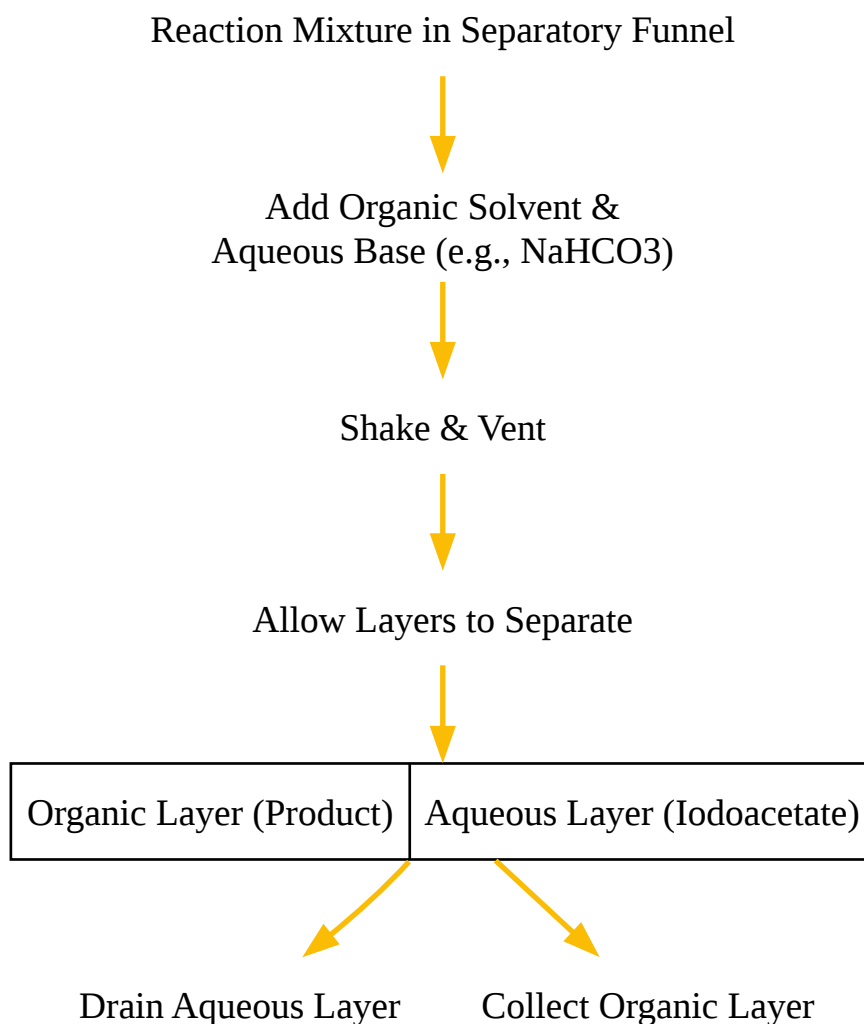 Reaction Mixture in Separatory Funnel
Add Organic Solvent &
Aqueous Base (e.g., NaHCO3)
Shake & Vent
Allow Layers to Separate
Organic Layer (Product)
Aqueous Layer (Iodoacetate)
Drain Aqueous Layer
Collect Organic Layer